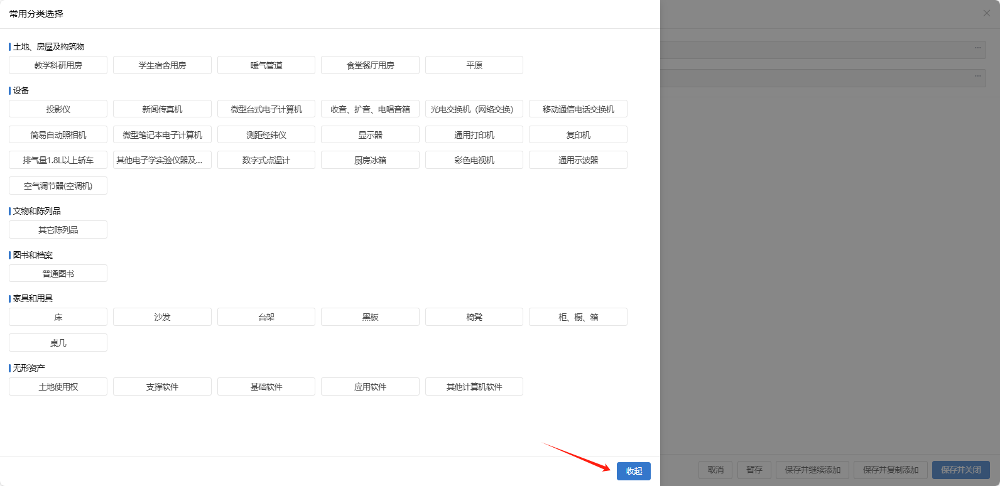 常用分类选择
土地、房屋及构筑物
教学科研用房 学生宿舍用房 暖气管道 食堂餐厅用房 平原
设备
投影仪 新闻传真机 微型台式电子计算机 收音、扩音、电唱音箱 光电交换机（网络交换） 移动通信电话交换机
简易自动照相机 微型笔记本电子计算机 测距经纬仪 显示器 通用打印机 复印机
排气量1.8L以上轿车 其他电子学实验仪器及... 数字式点温计 厨房冰箱 彩色电视机 通用示波器
空气调节器(空调机)
文物和陈列品
其它陈列品
图书和档案
普通图书
家具和用具
床 沙发 台架 黑板 椅凳 柜、橱、箱
桌几
无形资产
土地使用权 支撑软件 基础软件 应用软件 其他计算机软件
收起
取消 暂存 保存并继续添加 保存并复制添加 保存并关闭